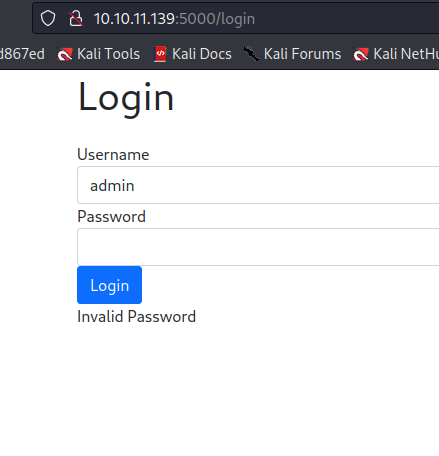 10.10.11.139:5000/login
d867ed Kali Tools Kali Docs Kali Forums Kali NetHu
Login
Username
admin
Password
Login
Invalid Password